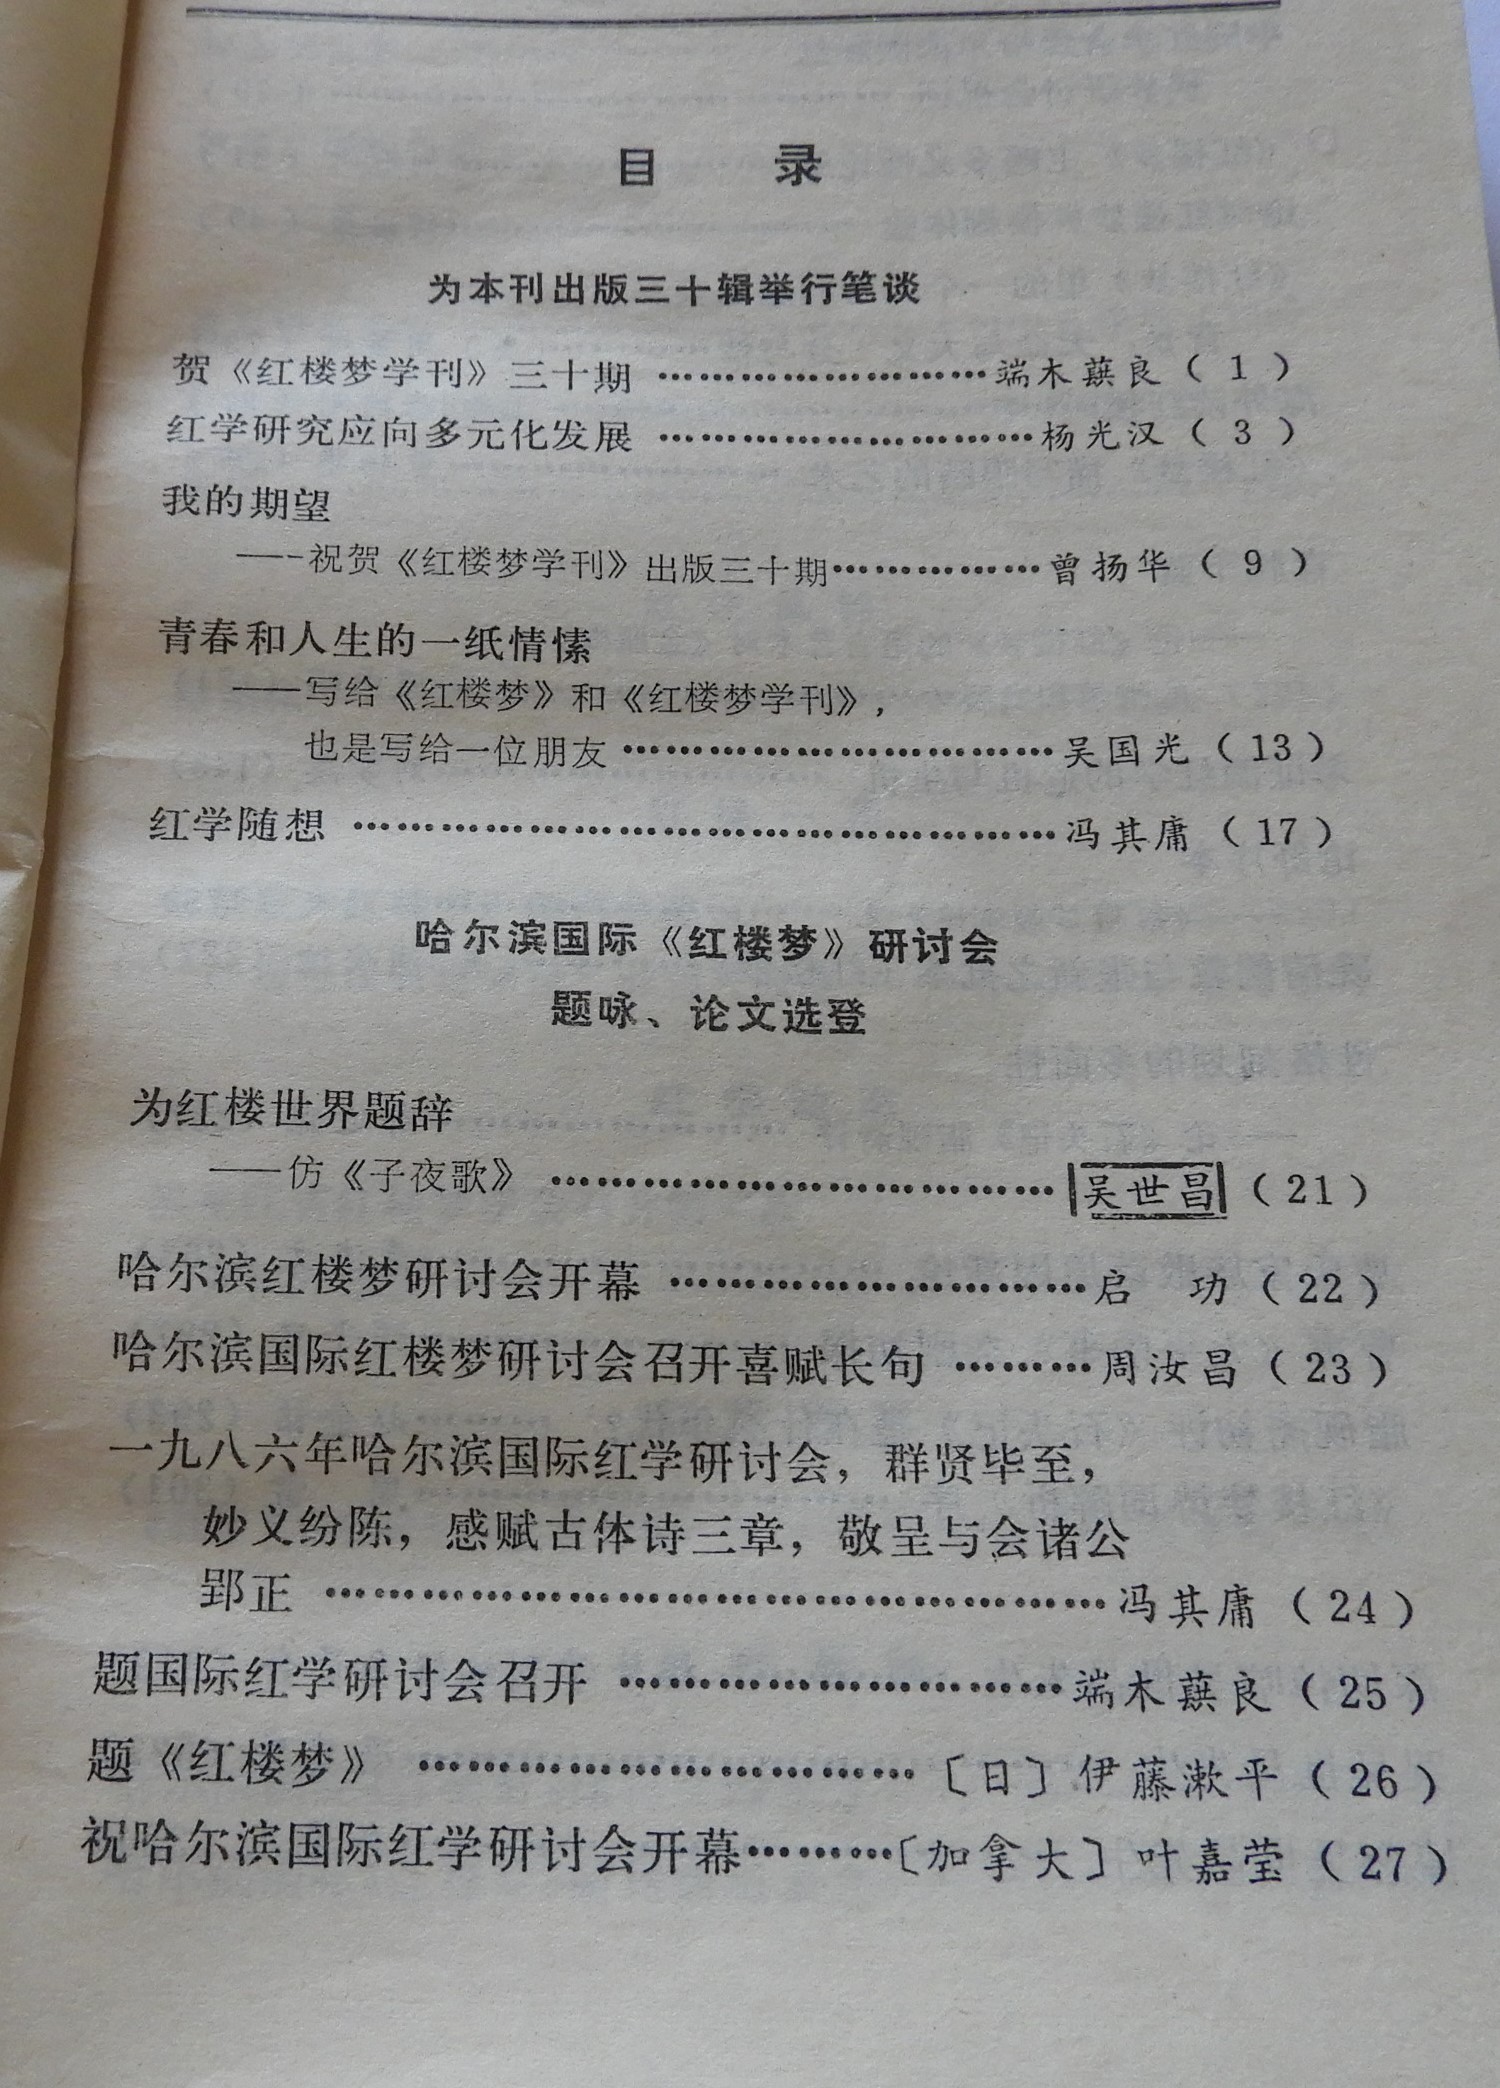 目 录
为本刊出版三十辑举行笔谈
贺《红楼梦学刊》三十期 ……………………端木蕻良（1）
红学研究应向多元化发展 ………………………杨光汉（3）
我的期望
——祝贺《红楼梦学刊》出版三十期……………曾扬华（9）
青春和人生的一纸情愫
——写给《红楼梦》和《红楼梦学刊》，
也是写给一位朋友 ……………………………吴国光（13）
红学随想 ………………………………………………冯其庸（17）
哈尔滨国际《红楼梦》研讨会
题咏、论文选登
为红楼世界题辞
——仿《子夜歌》 ………………………………吴世昌（21）
哈尔滨红楼梦研讨会开幕 …………………………启 功（22）
哈尔滨国际红楼梦研讨会召开喜赋长句 ………周汝昌（23）
一九八六年哈尔滨国际红学研讨会，群贤毕至，
妙义纷陈，感赋古体诗三章，敬呈与会诸公
郢正 ………………………………………………冯其庸（24）
题国际红学研讨会召开 …………………………端木蕻良（25）
题《红楼梦》 ……………………………〔日〕伊藤漱平（26）
祝哈尔滨国际红学研讨会开幕………〔加拿大〕叶嘉莹（27）